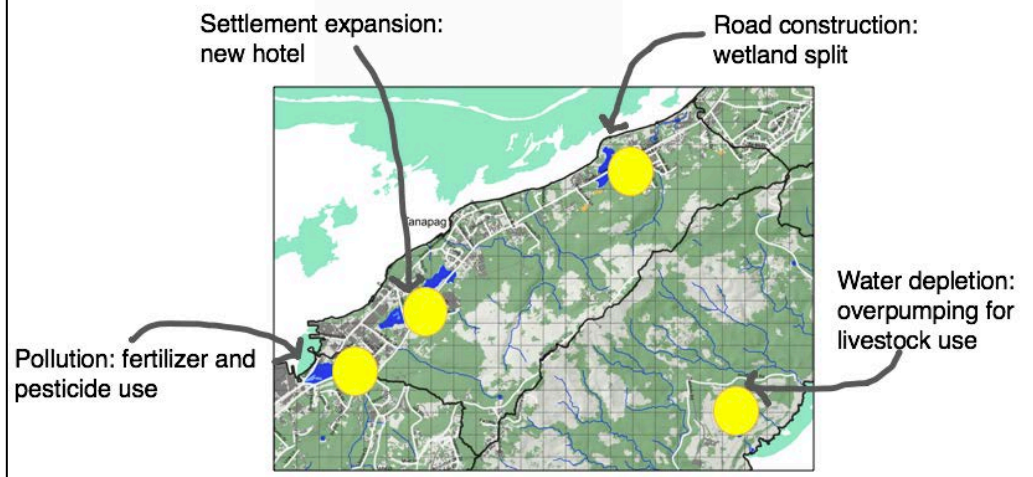 Settlement expansion:
new hotel
Road construction:
wetland split
Tanapag
Water depletion:
overpumping for
livestock use
Pollution: fertilizer and
pesticide use